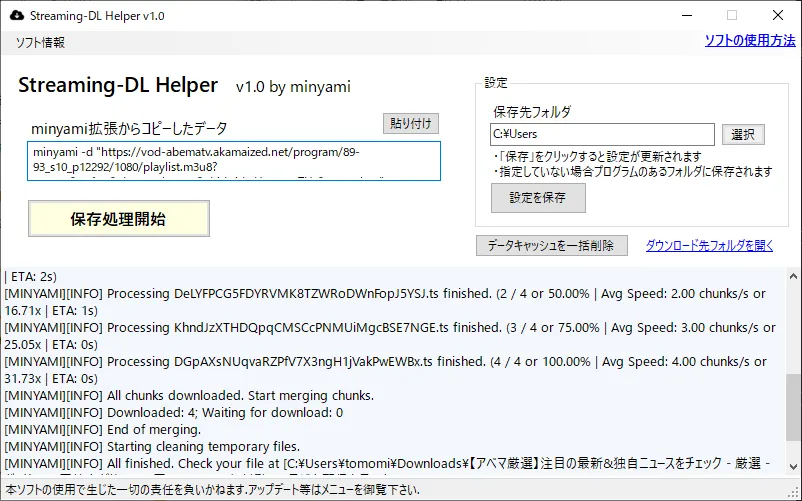 Streaming-DL Helper v1.0
ソフト情報
ソフトの使用方法
Streaming-DL Helper v1.0 by minyami
minyami拡張からコピーしたデータ
貼り付け
minyami -d "https://vod-abematv.akamaized.net/program/89-
93_s10_p12292/1080/playlist.m3u8?
保存処理開始
設定
保存先フォルダ
C:¥Users
選択
・「保存」をクリックすると設定が更新されます
・指定していない場合プログラムのあるフォルダに保存されます
設定を保存
データキャッシュを一括削除
ダウンロード先フォルダを開く
| ETA: 2s)
[MINYAMI][INFO] Processing DeLYFPCG5FDYRVMK8TZWRoDWnFopJ5YSJ.ts finished. (2 / 4 or 50.00% | Avg Speed: 2.00 chunks/s or
16.71x | ETA: 1s)
[MINYAMI][INFO] Processing KhndJzXTHDQpqCMSCcPNMUiMgcBSE7NGE.ts finished. (3 / 4 or 75.00% | Avg Speed: 3.00 chunks/s or
25.05x | ETA: 0s)
[MINYAMI][INFO] Processing DGpAXsNUqvaRZPfV7X3ngH1jVakPwEWBx.ts finished. (4 / 4 or 100.00% | Avg Speed: 4.00 chunks/s or
31.73x | ETA: 0s)
[MINYAMI][INFO] All chunks downloaded. Start merging chunks.
[MINYAMI][INFO] Downloaded: 4; Waiting for download: 0
[MINYAMI][INFO] End of merging.
[MINYAMI][INFO] Starting cleaning temporary files.
[MINYAMI][INFO] All finished. Check your file at [C:¥Users¥tomomi¥Downloads¥【アベマ厳選】注目の最新&独自ニュースをチェック - 厳選 -
本ソフトの使用で生じた一切の責任を負いかねます.アップデート等はメニューを御覧下さい.